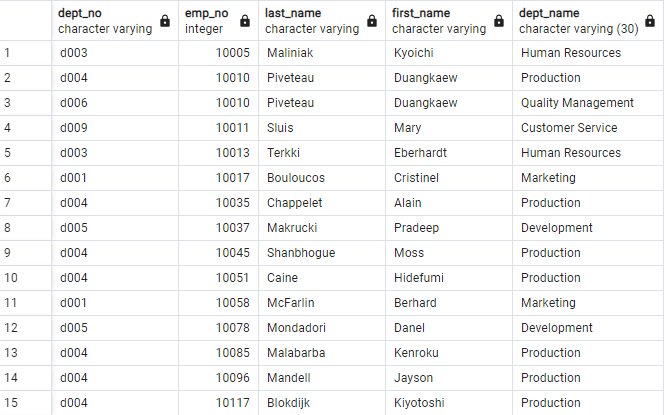 dept_no emp_no last_name first_name dept_name
character varying integer character varying character varying character varying (30)
1 d003 10005 Maliniak Kyoichi Human Resources
2 d004 10010 Piveteau Duangkaew Production
3 d006 10010 Piveteau Duangkaew Quality Management
4 d009 10011 Sluis Mary Customer Service
5 d003 10013 Terkki Eberhardt Human Resources
6 d001 10017 Bouloucos Cristinel Marketing
7 d004 10035 Chappelet Alain Production
8 d005 10037 Makrucki Pradeep Development
9 d004 10045 Shanbhogue Moss Production
10 d004 10051 Caine Hidefumi Production
11 d001 10058 McFarlin Berhard Marketing
12 d005 10078 Mondadori Danel Development
13 d004 10085 Malabarba Kenroku Production
14 d004 10096 Mandell Jayson Production
15 d004 10117 Blokdijk Kiyotoshi Production